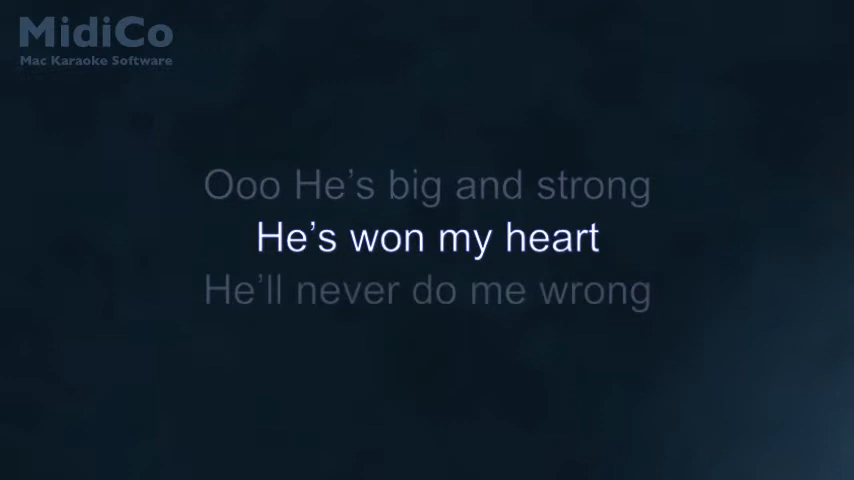 MidiCo
Mac Karaoke Software
Ooo He’s big and strong
He’s won my heart
He’ll never do me wrong